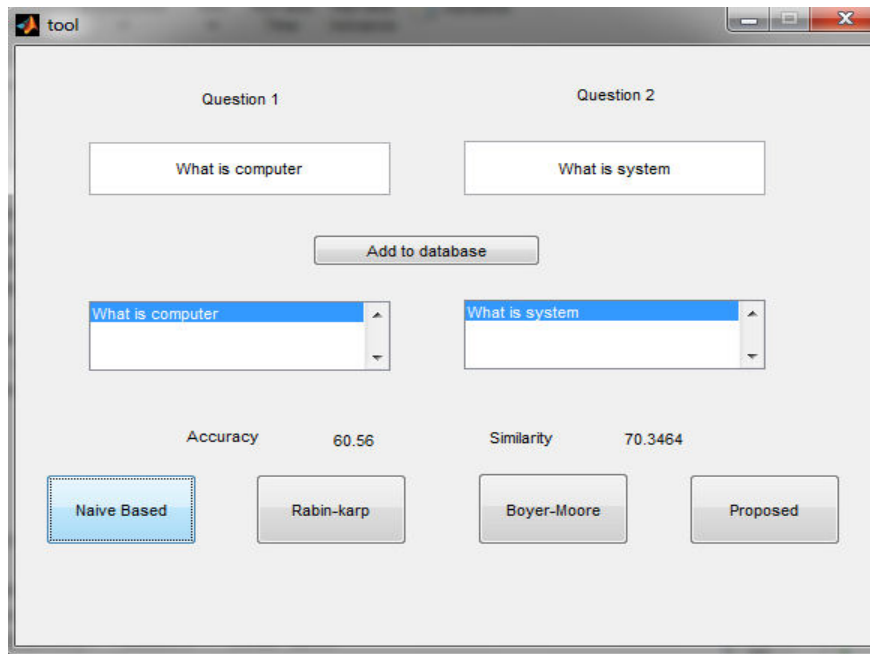 tool
Question 1 Question 2
What is computer What is system
Add to database
What is computer What is system
Accuracy 60.56 Similarity 70.3464
Naive Based Rabin-karp Boyer-Moore Proposed